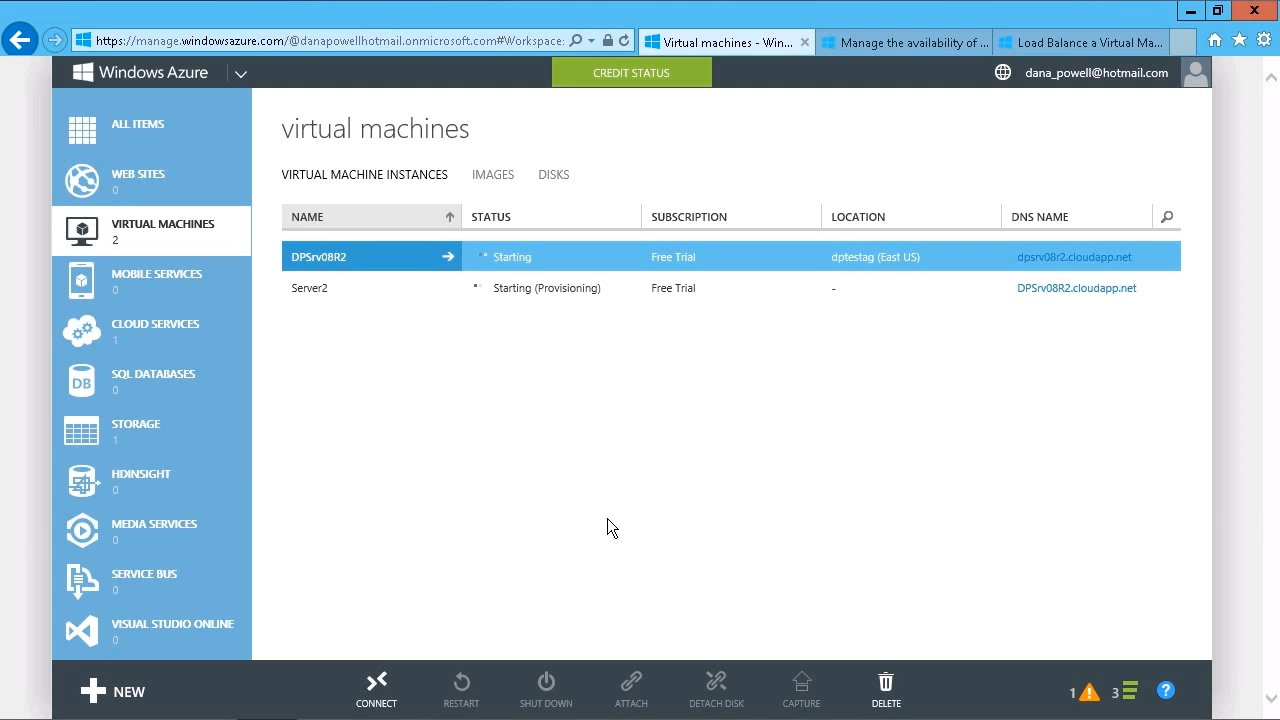 https://manage.windowsazure.com/@danapowellhotmail.onmicrosoft.com#Workspace:
Virtual machines - Win...
Manage the availability of ...
Load Balance a Virtual Ma...
Windows Azure
CREDIT STATUS
dana_powell@hotmail.com
ALL ITEMS
WEB SITES
0
VIRTUAL MACHINES
2
MOBILE SERVICES
0
CLOUD SERVICES
1
SQL DATABASES
0
DB
STORAGE
1
HDINSIGHT
0
MEDIA SERVICES
0
SERVICE BUS
0
VISUAL STUDIO ONLINE
0
virtual machines
VIRTUAL MACHINE INSTANCES IMAGES DISKS
NAME STATUS SUBSCRIPTION LOCATION DNS NAME
DPSrv08R2 Starting Free Trial dptestag (East US) dpsrv08r2.cloudapp.net
Server2 Starting (Provisioning) Free Trial - DPSrv08R2.cloudapp.net
NEW
CONNECT
RESTART
SHUT DOWN
ATTACH
DETACH DISK
CAPTURE
DELETE
1
3
?